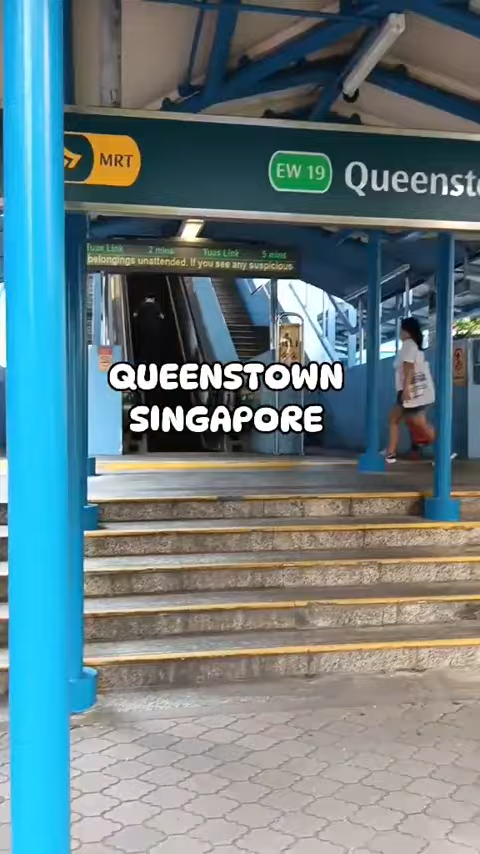 MRT
EW 19
Queenst
Tuas Link 2 mins Tuas Link 5 mins
belongings unattended. If you see any suspicious
QUEENSTOWN
SINGAPORE